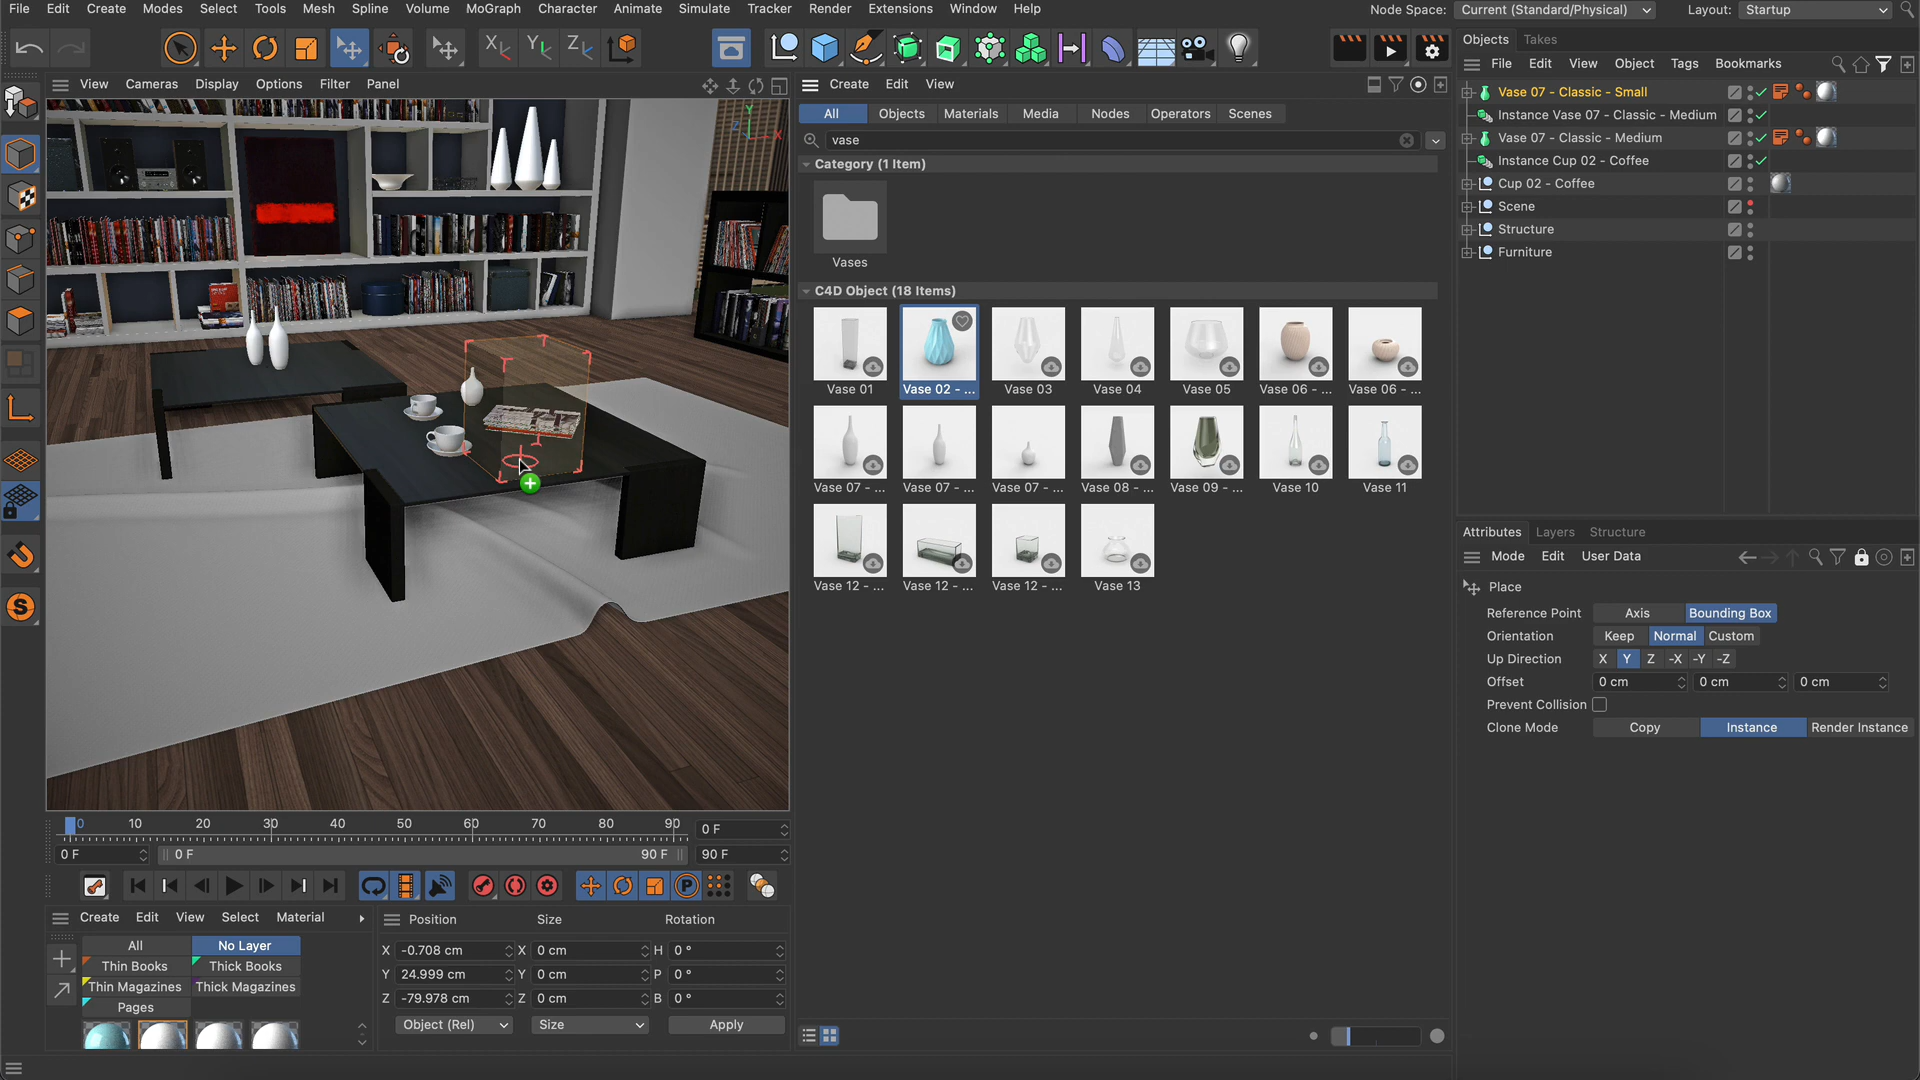 File Edit Create Modes Select Tools Mesh Spline Volume MoGraph Character Animate Simulate Tracker Render Extensions Window Help
Node Space: Current (Standard/Physical) Layout: Startup
X Y Z
View Cameras Display Options Filter Panel
Y
Z
X
Create Edit View
All Objects Materials Media Nodes Operators Scenes
vase
Category (1 Item)
Vases
C4D Object (18 Items)
Vase 01 Vase 02 - ... Vase 03 Vase 04 Vase 05 Vase 06 - ... Vase 06 - ...
Vase 07 - ... Vase 07 - ... Vase 07 - ... Vase 08 - ... Vase 09 - ... Vase 10 Vase 11
Vase 12 - ... Vase 12 - ... Vase 12 - ... Vase 13
Objects Takes
File Edit View Object Tags Bookmarks
Vase 07 - Classic - Small
Instance Vase 07 - Classic - Medium
Vase 07 - Classic - Medium
Instance Cup 02 - Coffee
Cup 02 - Coffee
Scene
Structure
Furniture
Attributes Layers Structure
Mode Edit User Data
Place
Reference Point Axis Bounding Box
Orientation Keep Normal Custom
Up Direction X Y Z -X -Y -Z
Offset 0 cm 0 cm 0 cm
Prevent Collision
Clone Mode Copy Instance Render Instance
S
0 10 20 30 40 50 60 70 80 90 0 F
0 F 0 F 90 F 90 F
P
Create Edit View Select Material
All No Layer
Thin Books Thick Books
Thin Magazines Thick Magazines
Pages
Position Size Rotation
X -0.708 cm X 0 cm H 0 °
Y 24.999 cm Y 0 cm P 0 °
Z -79.978 cm Z 0 cm B 0 °
Object (Rel) Size Apply